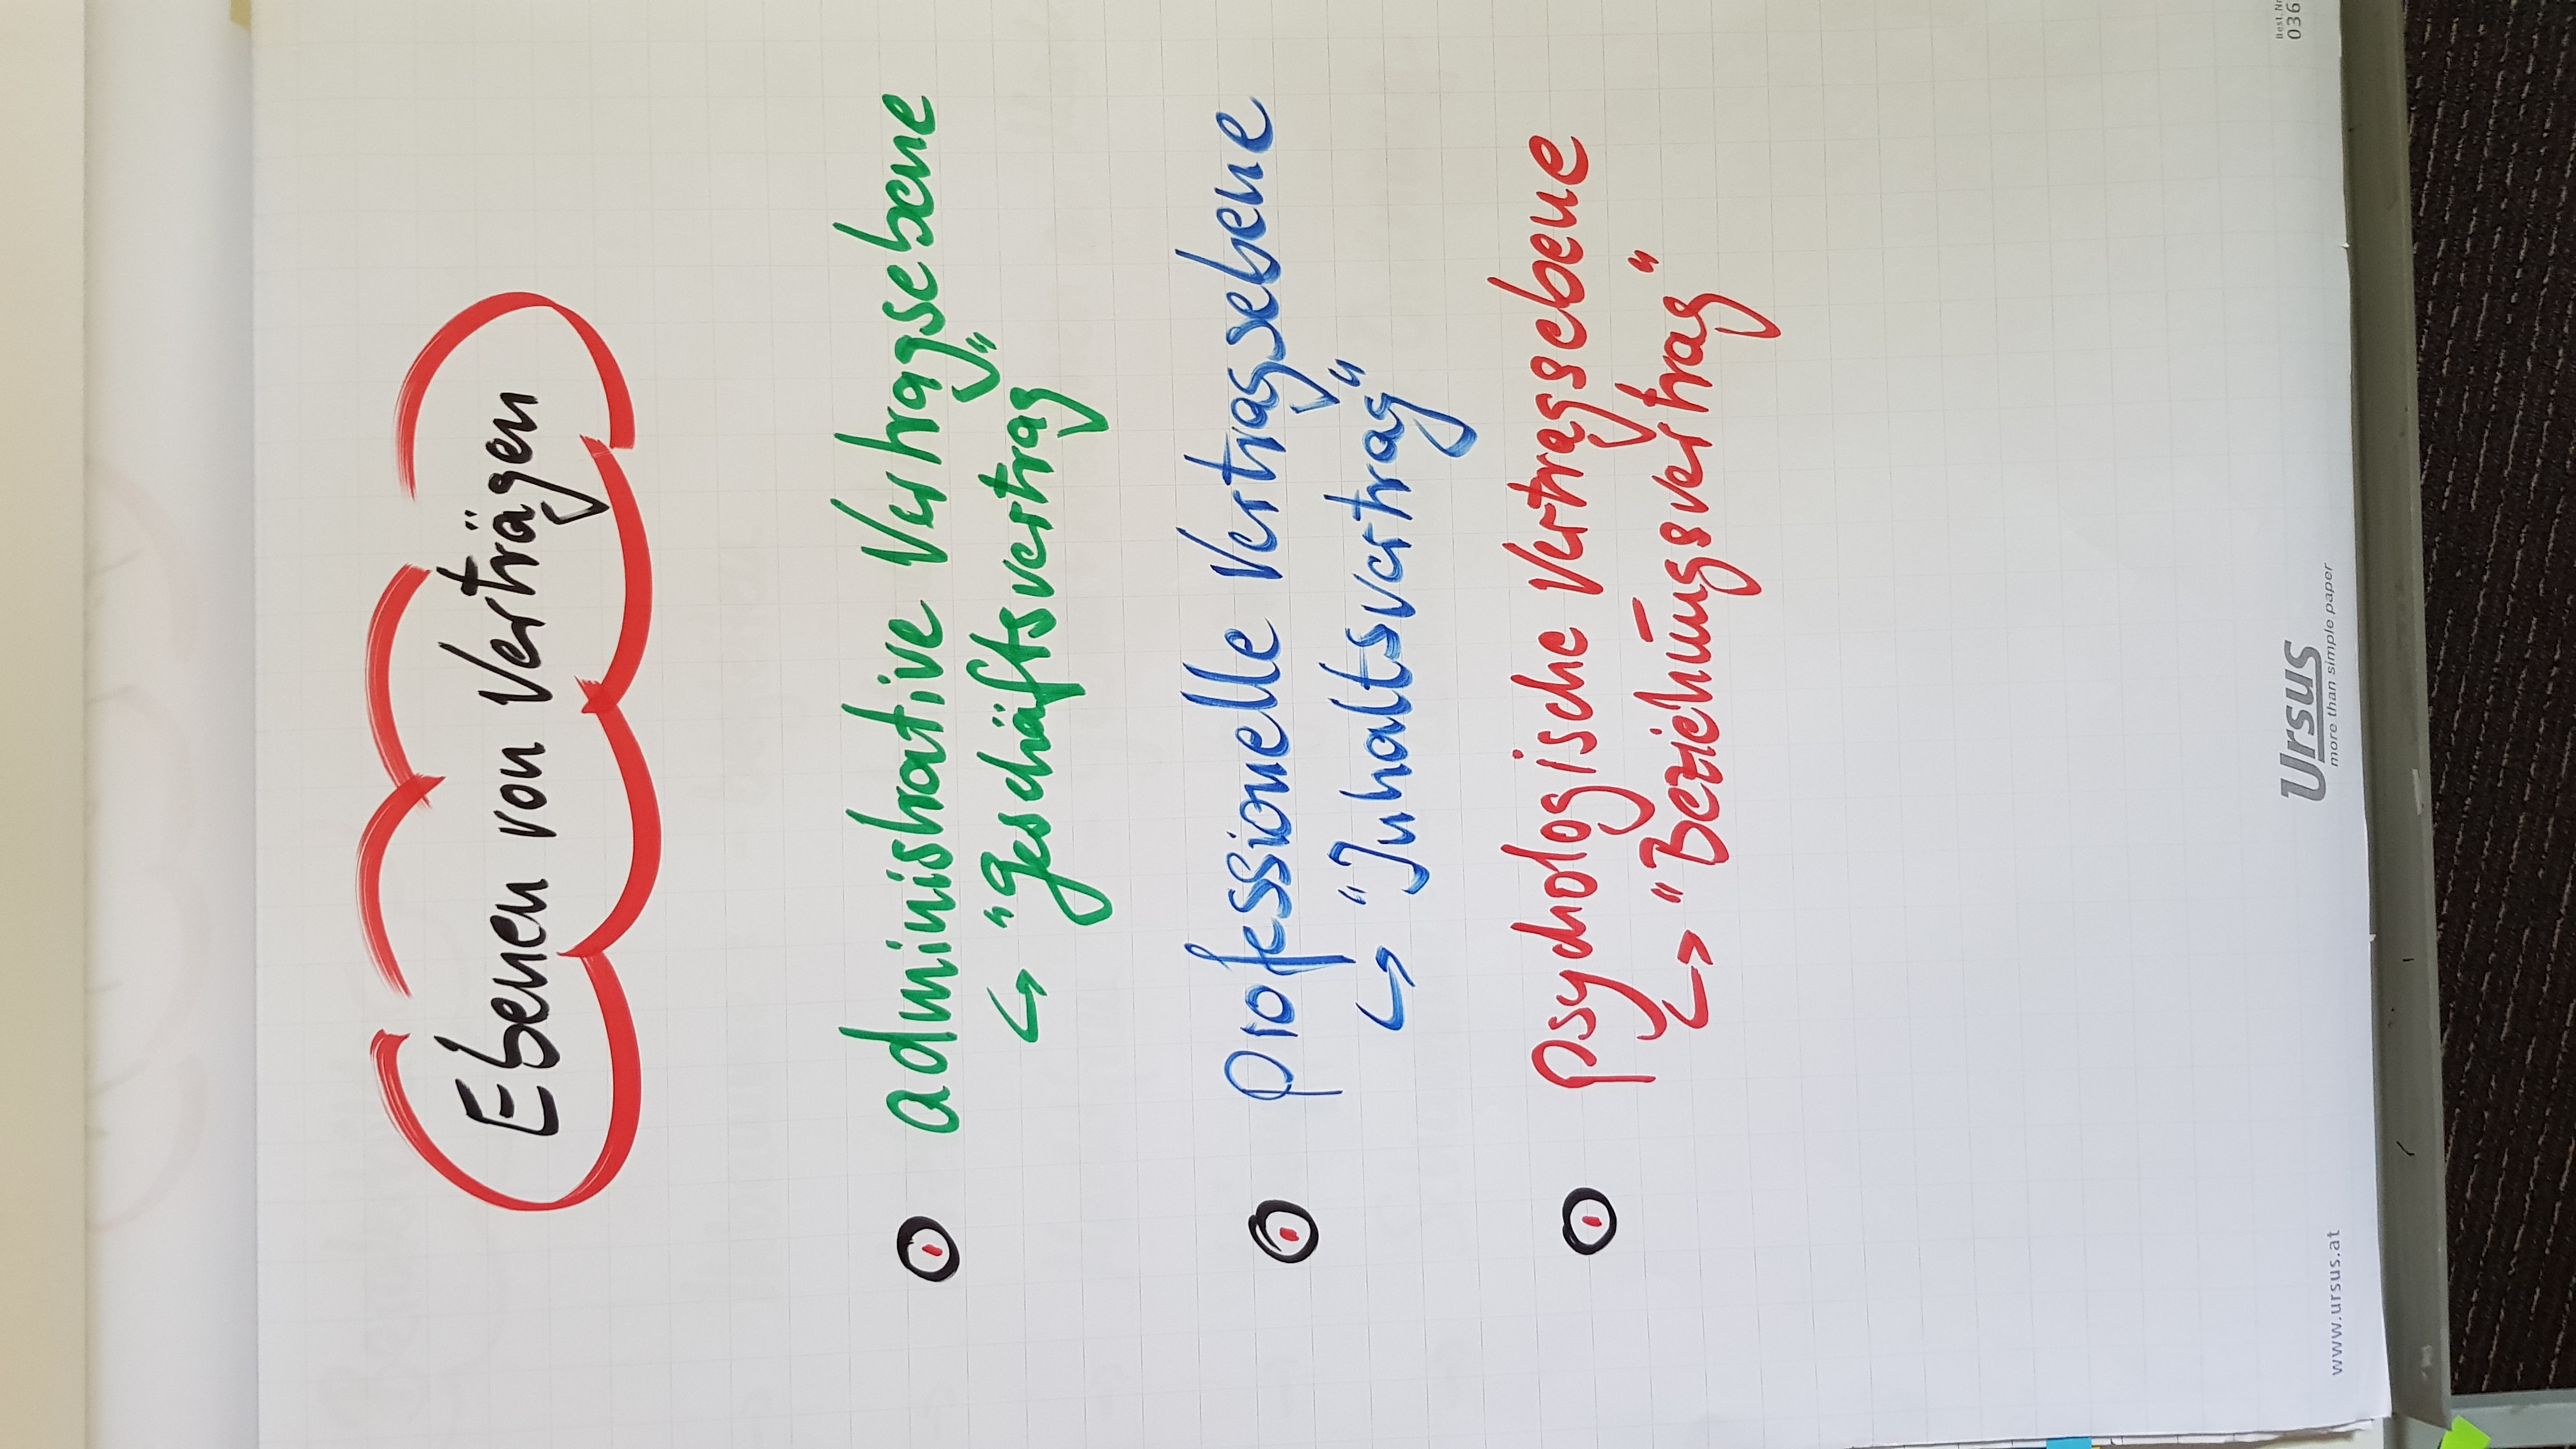 Ebenen von Verträgen
administrative Vertragsebene
↳ "Geschäftsvertrag"
professionelle Vertragsebene
↳ "Inhaltsvertrag"
psychologische Vertragsebene
↳ "Beziehungsvertrag"
Ursus
more than simple paper
www.ursus.at
Best. Nr
036